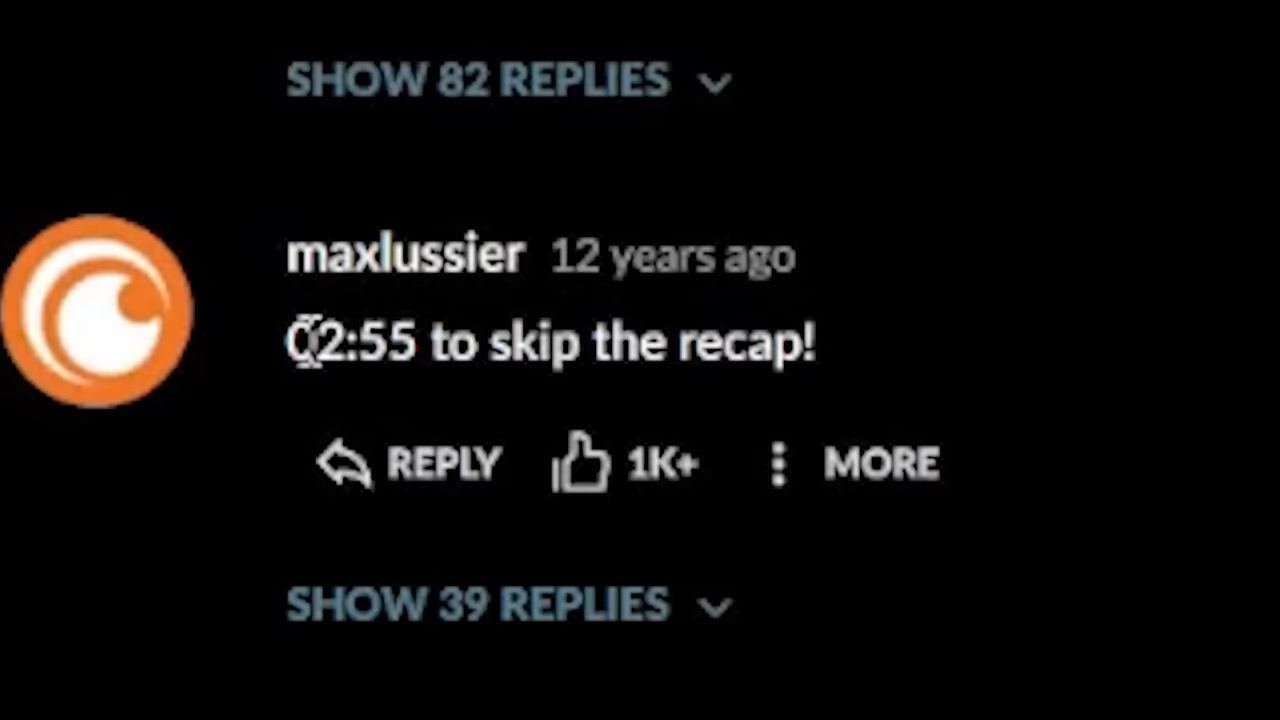 SHOW 82 REPLIES
maxlussier 12 years ago
02:55 to skip the recap!
REPLY 1K+ MORE
SHOW 39 REPLIES